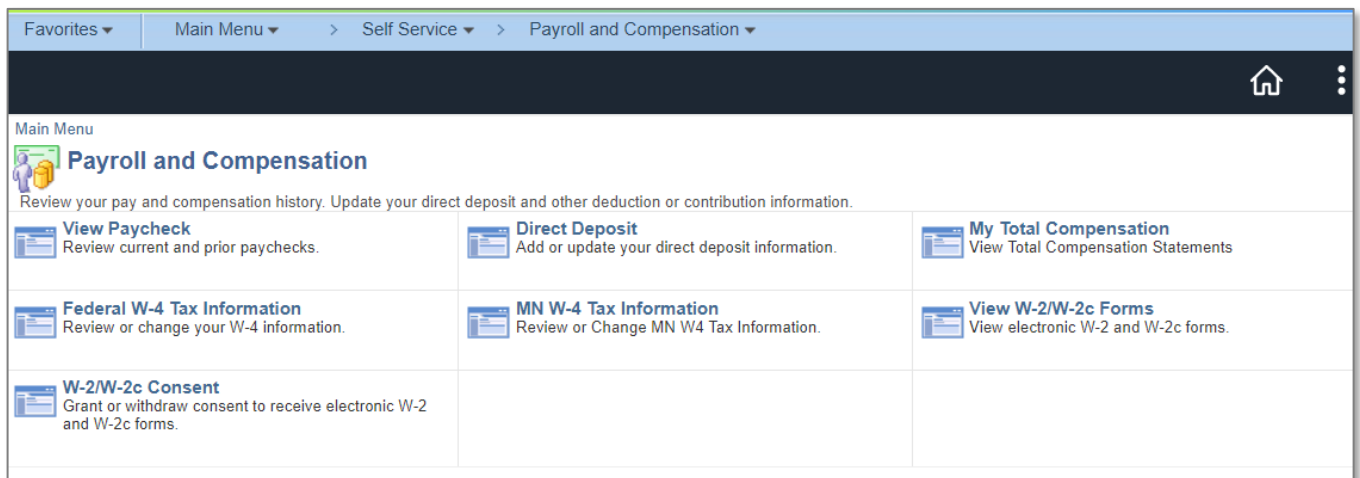 Favorites Main Menu > Self Service > Payroll and Compensation
Main Menu
Payroll and Compensation
Review your pay and compensation history. Update your direct deposit and other deduction or contribution information.
View Paycheck
Review current and prior paychecks.
Direct Deposit
Add or update your direct deposit information.
My Total Compensation
View Total Compensation Statements
Federal W-4 Tax Information
Review or change your W-4 information.
MN W-4 Tax Information
Review or Change MN W4 Tax Information.
View W-2/W-2c Forms
View electronic W-2 and W-2c forms.
W-2/W-2c Consent
Grant or withdraw consent to receive electronic W-2
and W-2c forms.